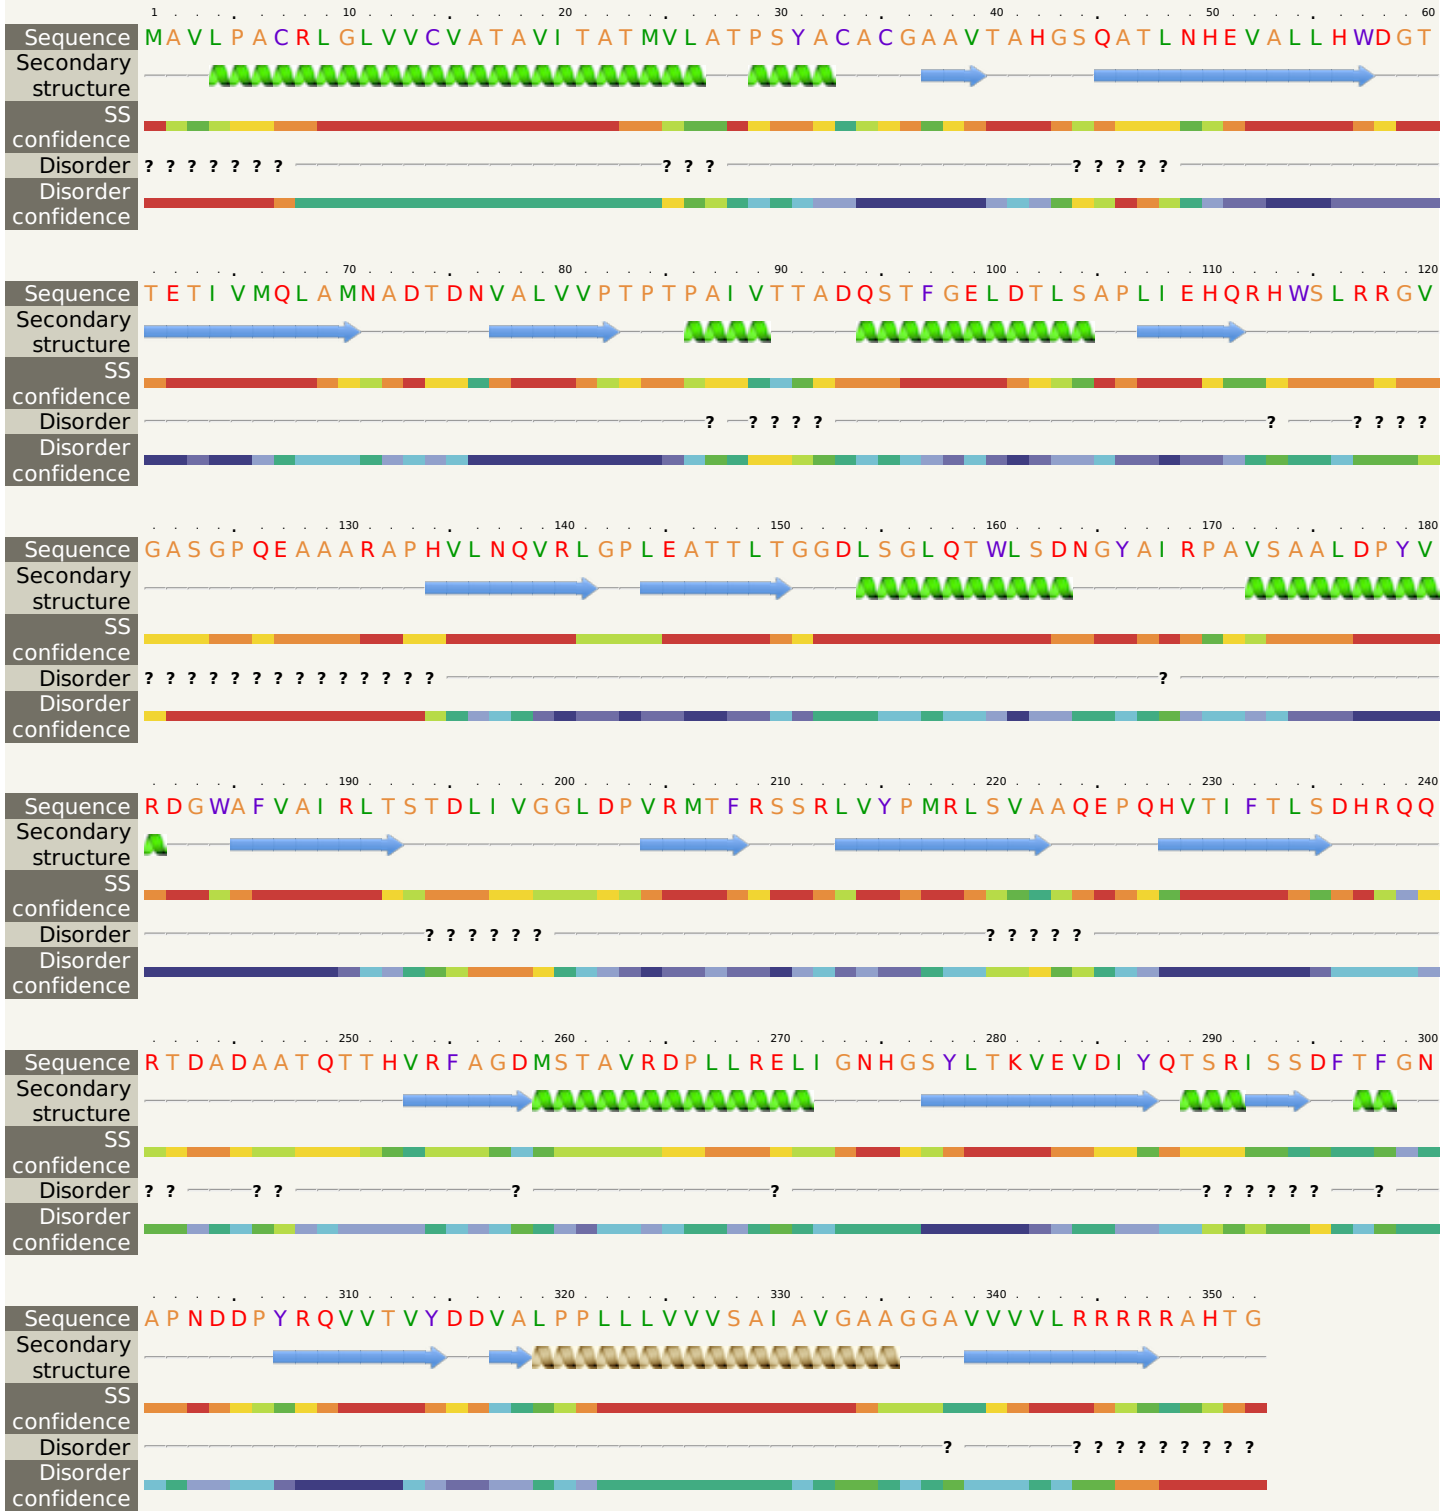 1 10 20 30 40 50 60
Sequence MAVLPACRLGLVVCVATAVITATMVLATPSYACACGAAVTAHGSQATLNHEVALLHWDGT
Secondary
structure
SS
confidence
Disorder ? ? ? ? ? ? ? ? ? ? ? ? ? ? ?
Disorder
confidence
70 80 90 100 110 120
Sequence TETIVMQLAMNADTDNVALVVPTPTPAIVTTADQSTFGELDTLSAPLIEHQRHWSLRRGV
Secondary
structure
SS
confidence
Disorder ? ? ? ? ? ? ? ? ? ?
Disorder
confidence
130 140 150 160 170 180
Sequence GASGPQEAAARAPHVLNQVRLGPLEATTLTGGDLSGLQTWLSDNGYAIRPAVSAALDPYV
Secondary
structure
SS
confidence
Disorder ? ? ? ? ? ? ? ? ? ? ? ? ? ? ?
Disorder
confidence
190 200 210 220 230 240
Sequence RDGWAFVAIRLTSTDLIVGGLDPVRMTFRSSRLVYPMRLSVAAQEPQHVTIFTLSDHRQQ
Secondary
structure
SS
confidence
Disorder ? ? ? ? ? ? ? ? ? ? ?
Disorder
confidence
250 260 270 280 290 300
Sequence RTDADAATQTTHVRFAGDMSTAVRDPLLRELIGNHGSYLTKVEVDIYQTSRISSDFTFGN
Secondary
structure
SS
confidence
Disorder ? ? ? ? ? ? ? ? ? ? ? ? ?
Disorder
confidence
310 320 330 340 350
Sequence APNDDPYRQVVTVYDDVALPPLLLVVVSAIAVGAAGGAVVVVLRRRRRAHTG
Secondary
structure
SS
confidence
Disorder ? ? ? ? ? ? ? ? ? ?
Disorder
confidence